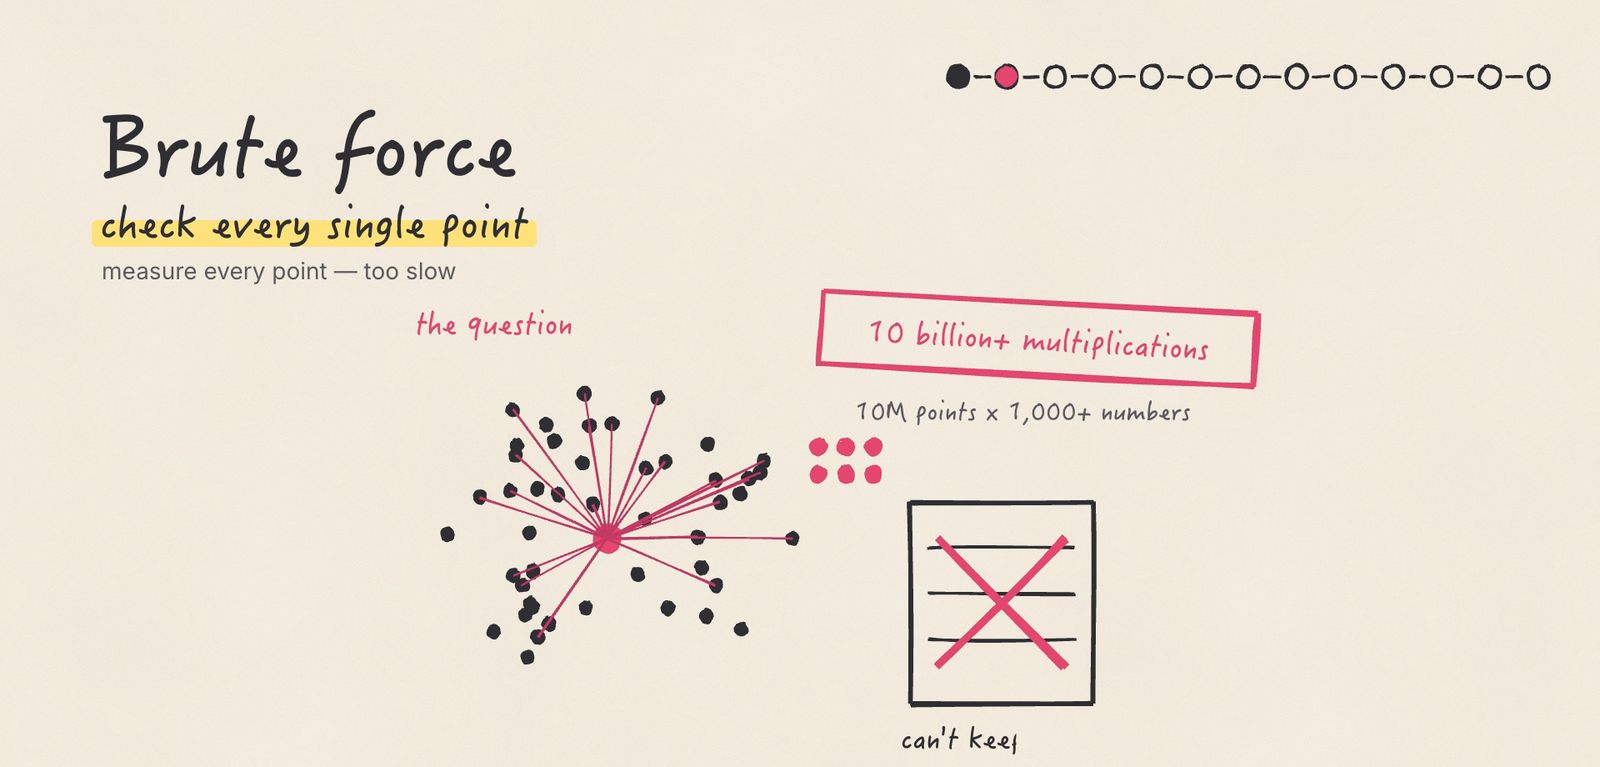 Brute force
check every single point
measure every point — too slow
the question
10 billion+ multiplications
10M points x 1,000+ numbers
can't